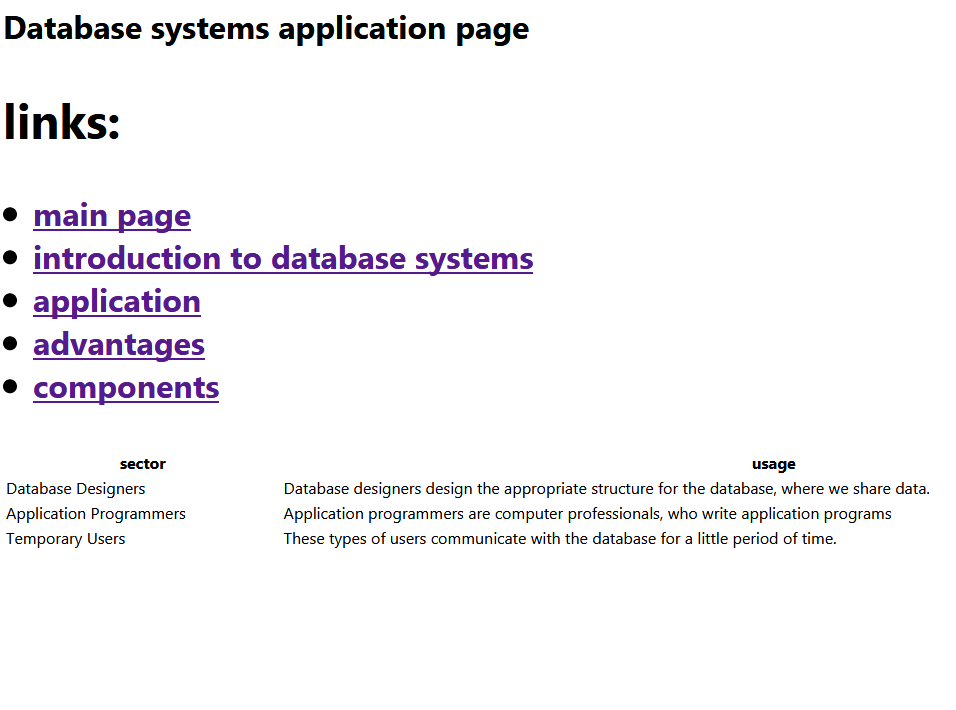 Database systems application page
links:
main page
introduction to database systems
application
advantages
components
sector usage
Database Designers Database designers design the appropriate structure for the database, where we share data.
Application Programmers Application programmers are computer professionals, who write application programs
Temporary Users These types of users communicate with the database for a little period of time.